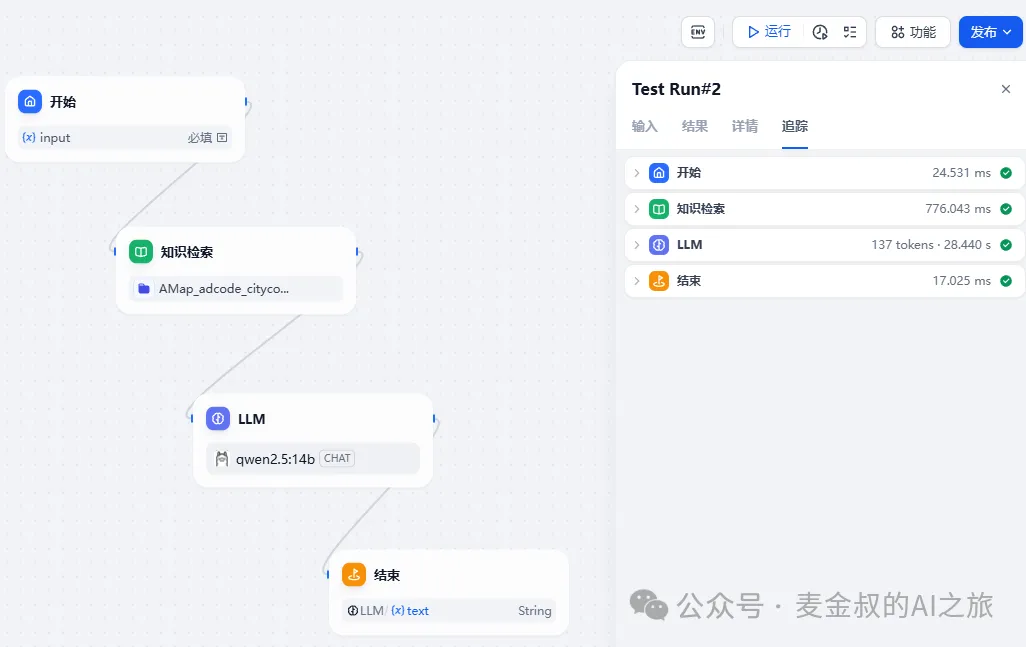 ENV
运行
功能
发布
开始
(x) input
必填
知识检索
AMap_adcode_cityco...
LLM
qwen2.5:14b CHAT
结束
LLM/ (x) text
String
Test Run#2
输入 结果 详情 追踪
开始 24.531 ms
知识检索 776.043 ms
LLM 137 tokens · 28.440 s
结束 17.025 ms
公众号 · 麦金叔的AI之旅